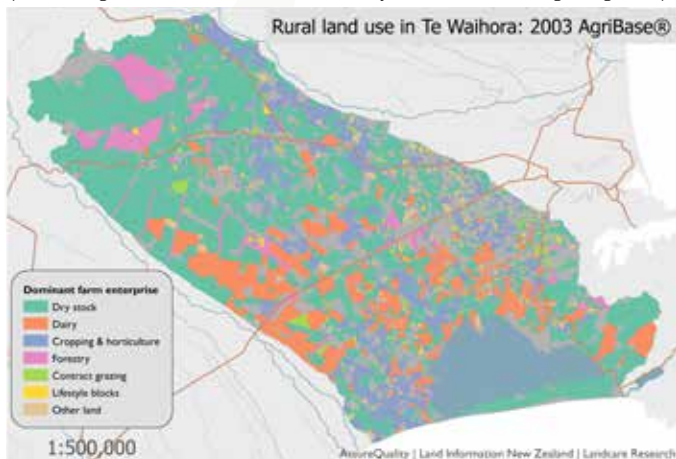 Rural land use in Te Waihora: 2003 AgriBase®
Dominant farm enterprise
Dry stock
Dairy
Cropping & horticulture
Forestry
Contract grazing
Lifestyle blocks
Other land
1:500,000
AssureQuality | Land Information New Zealand | Landcare Research